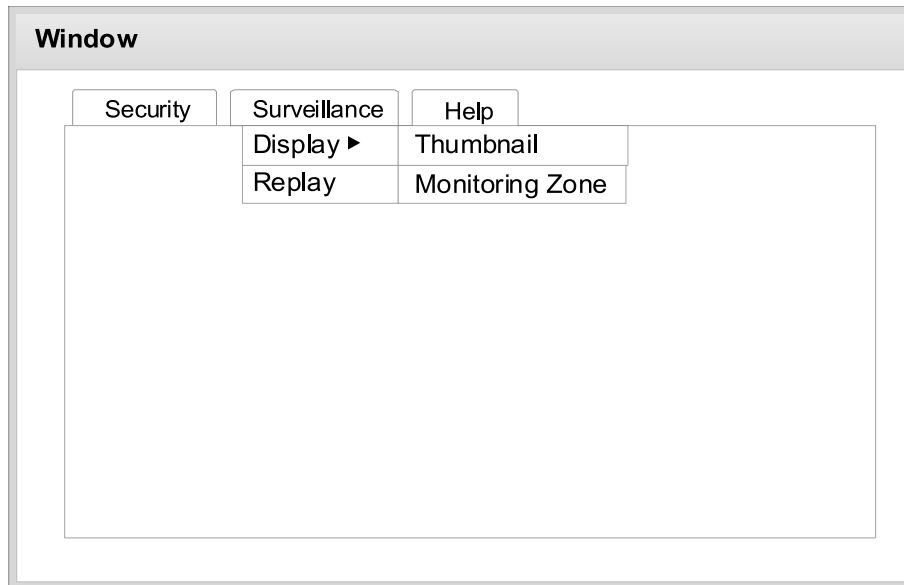 Window
Security Surveillance Help
Display ► Thumbnail
Replay Monitoring Zone